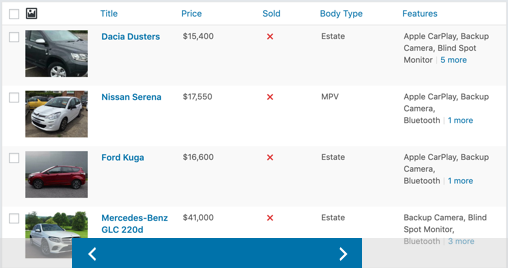 Title Price Sold Body Type Features
Dacia Dusters $15,400 Estate Apple CarPlay, Backup
Camera, Blind Spot
Monitor 5 more
Nissan Serena $17,550 MPV Apple CarPlay, Backup
Camera,
Bluetooth 1 more
Ford Kuga $16,600 Estate Apple CarPlay, Backup
Camera,
Bluetooth 1 more
Mercedes-Benz $41,000 Estate Backup Camera, Blind
GLC 220d Spot Monitor,
Bluetooth 3 more